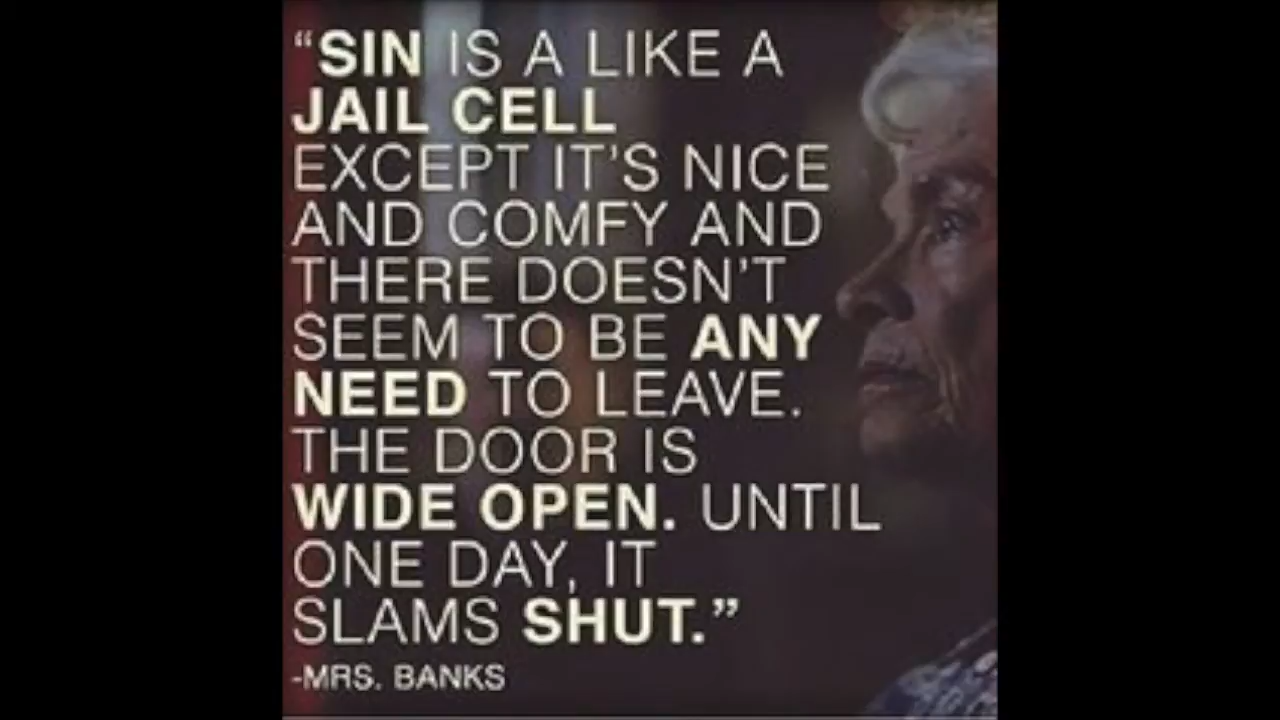 “SIN IS A LIKE A
JAIL CELL
EXCEPT IT’S NICE
AND COMFY AND
THERE DOESN’T
SEEM TO BE ANY
NEED TO LEAVE.
THE DOOR IS
WIDE OPEN. UNTIL
ONE DAY, IT
SLAMS SHUT.”
-MRS. BANKS